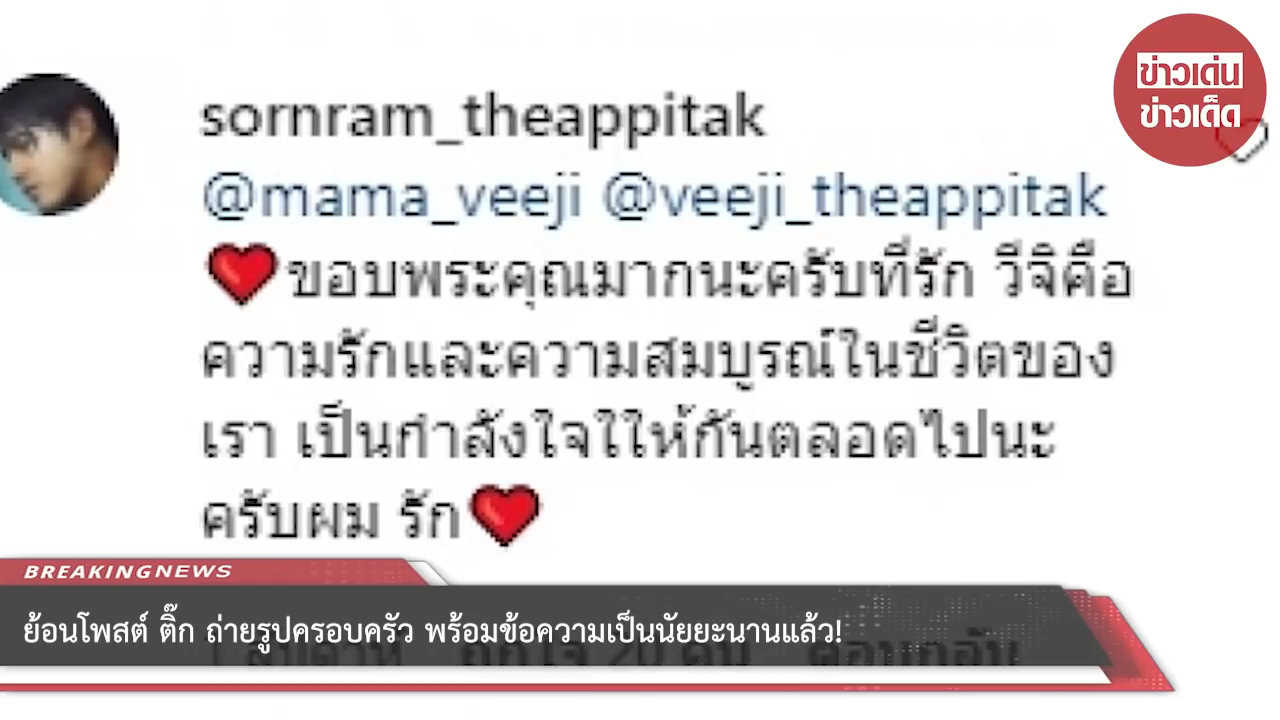 ข่าวเด่น
ข่าวเด็ด
sornram_theappitak
@mama_veeji @veeji_theappitak
❤️ขอบพระคุณมากนะครับที่รัก วีจิคือ
ความรักและความสมบูรณ์ในชีวิตของ
เรา เป็นกำลังใจใให้กันตลอดไปนะ
ครับผม รัก❤️
BREAKING NEWS
ย้อนโพสต์ ติ๊ก ถ่ายรูปครอบครัว พร้อมข้อความเป็นนัยยะนานแล้ว!